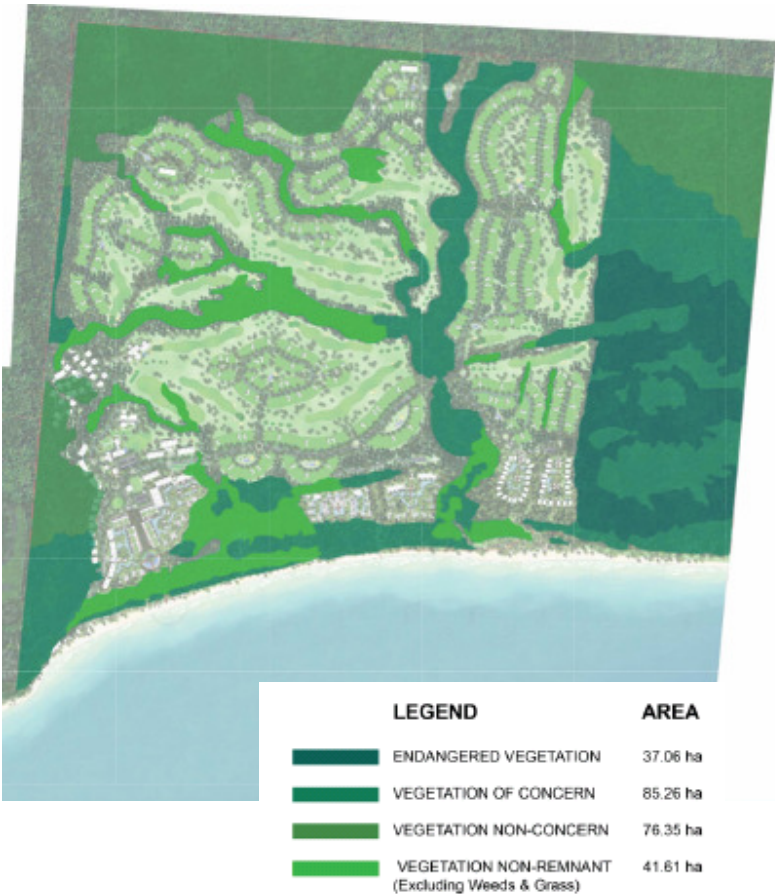 LEGEND AREA
ENDANGERED VEGETATION 37.06 ha
VEGETATION OF CONCERN 85.26 ha
VEGETATION NON-CONCERN 76.35 ha
VEGETATION NON-REMNANT 41.61 ha
(Excluding Weeds & Grass)